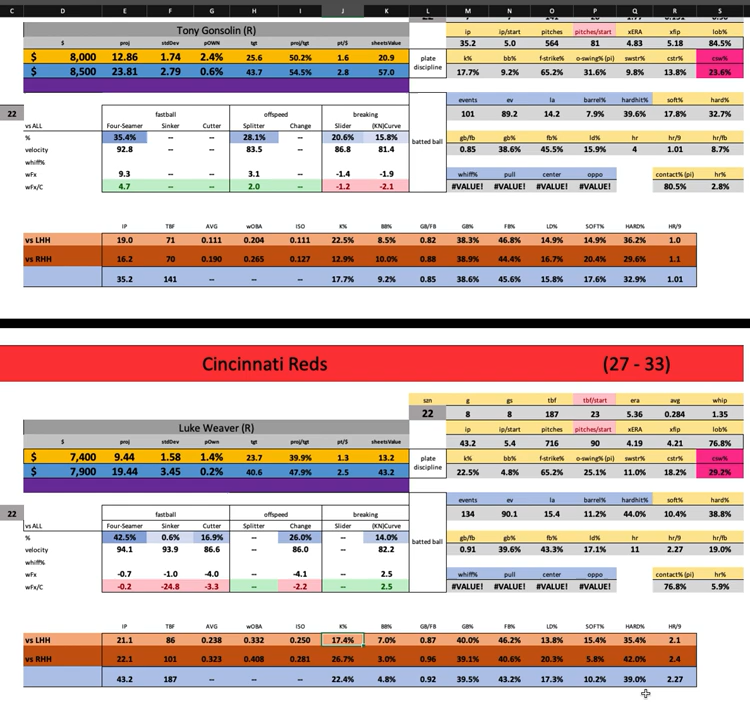 C D E F G H I J K L M N O P Q R S
22
Tony Gonsolin (R) ip ip/start pitches pitches/start xERA xfip lob%
35.2 5.0 564 81 4.83 5.18 84.5%
$ proj stdDev pOWN tgt proj/tgt pt/$ sheetsValue
$ 8,000 12.86 1.74 2.4% 25.6 50.2% 1.6 20.9 plate discipline k% bb% f-strike% o-swing% (pi) swstr% cstr% csw%
$ 8,500 23.81 2.79 0.6% 43.7 54.5% 2.8 57.0 17.7% 9.2% 65.2% 31.6% 9.8% 13.8% 23.6%
events ev la barrel% hardhit% soft% hard%
22 fastball offspeed breaking 101 89.2 14.2 7.9% 39.6% 17.8% 32.7%
vs ALL Four-Seamer Sinker Cutter Splitter Change Slider (KN)Curve
% 35.4% -- -- 28.1% -- 20.6% 15.8% batted ball gb/fb gb% fb% ld% hr hr/9 hr/fb
velocity 92.8 -- -- 83.5 -- 86.8 81.4 0.85 38.6% 45.5% 15.9% 4 1.01 8.7%
whiff%
wFx 9.3 -- -- 3.1 -- -1.4 -1.9 whiff% pull center oppo contact% (pi) hr%
wFx/C 4.7 -- -- 2.0 -- -1.2 -2.1 #VALUE! #VALUE! #VALUE! #VALUE! 80.5% 2.8%
IP TBF AVG wOBA ISO K% BB% GB/FB GB% FB% LD% SOFT% HARD% HR/9
vs LHH 19.0 71 0.111 0.204 0.111 22.5% 8.5% 0.82 38.3% 46.8% 14.9% 14.9% 36.2% 1.0
vs RHH 16.2 70 0.190 0.265 0.127 12.9% 10.0% 0.88 38.9% 44.4% 16.7% 20.4% 29.6% 1.1
35.2 141 -- -- -- 17.7% 9.2% 0.85 38.6% 45.6% 15.8% 17.6% 32.9% 1.01
Cincinnati Reds (27 - 33)
szn g gs tbf tbf/start era avg whip
22 8 8 187 23 5.36 0.284 1.35
Luke Weaver (R) ip ip/start pitches pitches/start xERA xfip lob%
$ proj stdDev pOwn tgt proj/tgt pt/$ sheetsValue 43.2 5.4 716 90 4.19 4.21 76.8%
$ 7,400 9.44 1.58 1.4% 23.7 39.9% 1.3 13.2 plate discipline k% bb% f-strike% o-swing% (pi) swstr% cstr% csw%
$ 7,900 19.44 3.45 0.2% 40.6 47.9% 2.5 43.2 22.5% 4.8% 65.2% 25.1% 11.0% 18.2% 29.2%
events ev la barrel% hardhit% soft% hard%
22 fastball offspeed breaking 134 90.1 15.4 11.2% 44.0% 10.4% 38.8%
vs ALL Four-Seamer Sinker Cutter Splitter Change Slider (KN)Curve
% 42.5% 0.6% 16.9% -- 26.0% -- 14.0% batted ball gb/fb gb% fb% ld% hr hr/9 hr/fb
velocity 94.1 93.9 86.6 -- 86.0 -- 82.2 0.91 39.6% 43.3% 17.1% 11 2.27 19.0%
whiff%
wFx -0.7 -1.0 -4.0 -- -4.1 -- 2.5 whiff% pull center oppo contact% (pi) hr%
wFx/C -0.2 -24.8 -3.3 -- -2.2 -- 2.5 #VALUE! #VALUE! #VALUE! #VALUE! 76.8% 5.9%
IP TBF AVG wOBA ISO K% BB% GB/FB GB% FB% LD% SOFT% HARD% HR/9
vs LHH 21.1 86 0.238 0.332 0.250 17.4% 7.0% 0.87 40.0% 46.2% 13.8% 15.4% 35.4% 2.1
vs RHH 22.1 101 0.323 0.408 0.281 26.7% 3.0% 0.96 39.1% 40.6% 20.3% 5.8% 42.0% 2.4
43.2 187 -- -- -- 22.4% 4.8% 0.92 39.5% 43.2% 17.3% 10.2% 39.0% 2.27